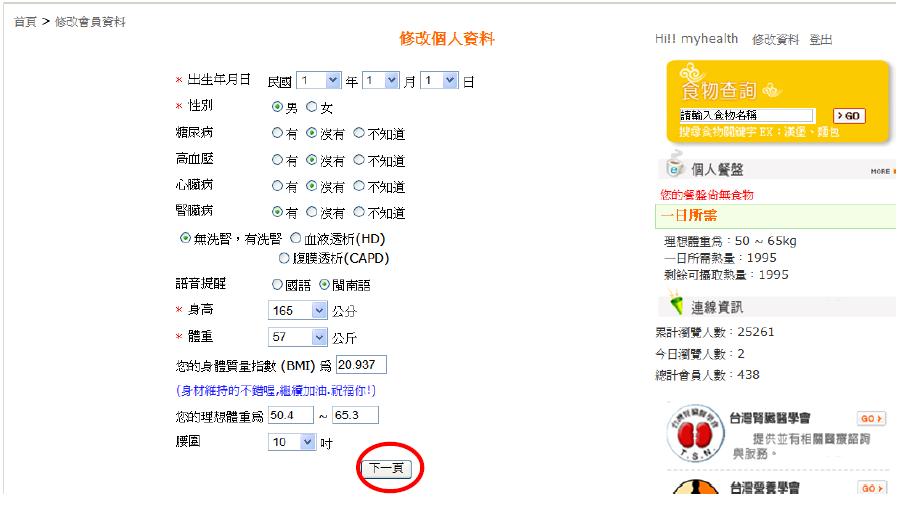 首頁 > 修改會員資料
修改個人資料
* 出生年月日 民國 1 年 1 月 1 日
* 性別 男 女
糖尿病 有 沒有 不知道
高血壓 有 沒有 不知道
心臟病 有 沒有 不知道
腎臟病 有 沒有 不知道
無洗腎，有洗腎 血液透析(HD)
腹膜透析(CAPD)
語音提醒 國語 閩南語
* 身高 165 公分
* 體重 57 公斤
您的身體質量指數 (BMI) 為 20.937
(身材維持的不錯喔,繼續加油.祝福你!)
您的理想體重為 50.4 ~ 65.3
腰圍 10 吋
下一頁
Hi!! myhealth 修改資料 登出
食物查詢
請輸入食物名稱 > GO
搜尋食物關鍵字 EX：漢堡、麵包
個人餐盤 MORE
您的餐盤尚無食物
一日所需
理想體重為：50 ~ 65kg
一日所需熱量：1995
剩餘可攝取熱量：1995
連線資訊
累計瀏覽人數：25261
今日瀏覽人數：2
總計會員人數：438
台灣腎臟醫學會 GO
提供並有相關醫療諮詢
與服務。
台灣腎臟醫學會
T.S.N.
台灣營養學會 GO